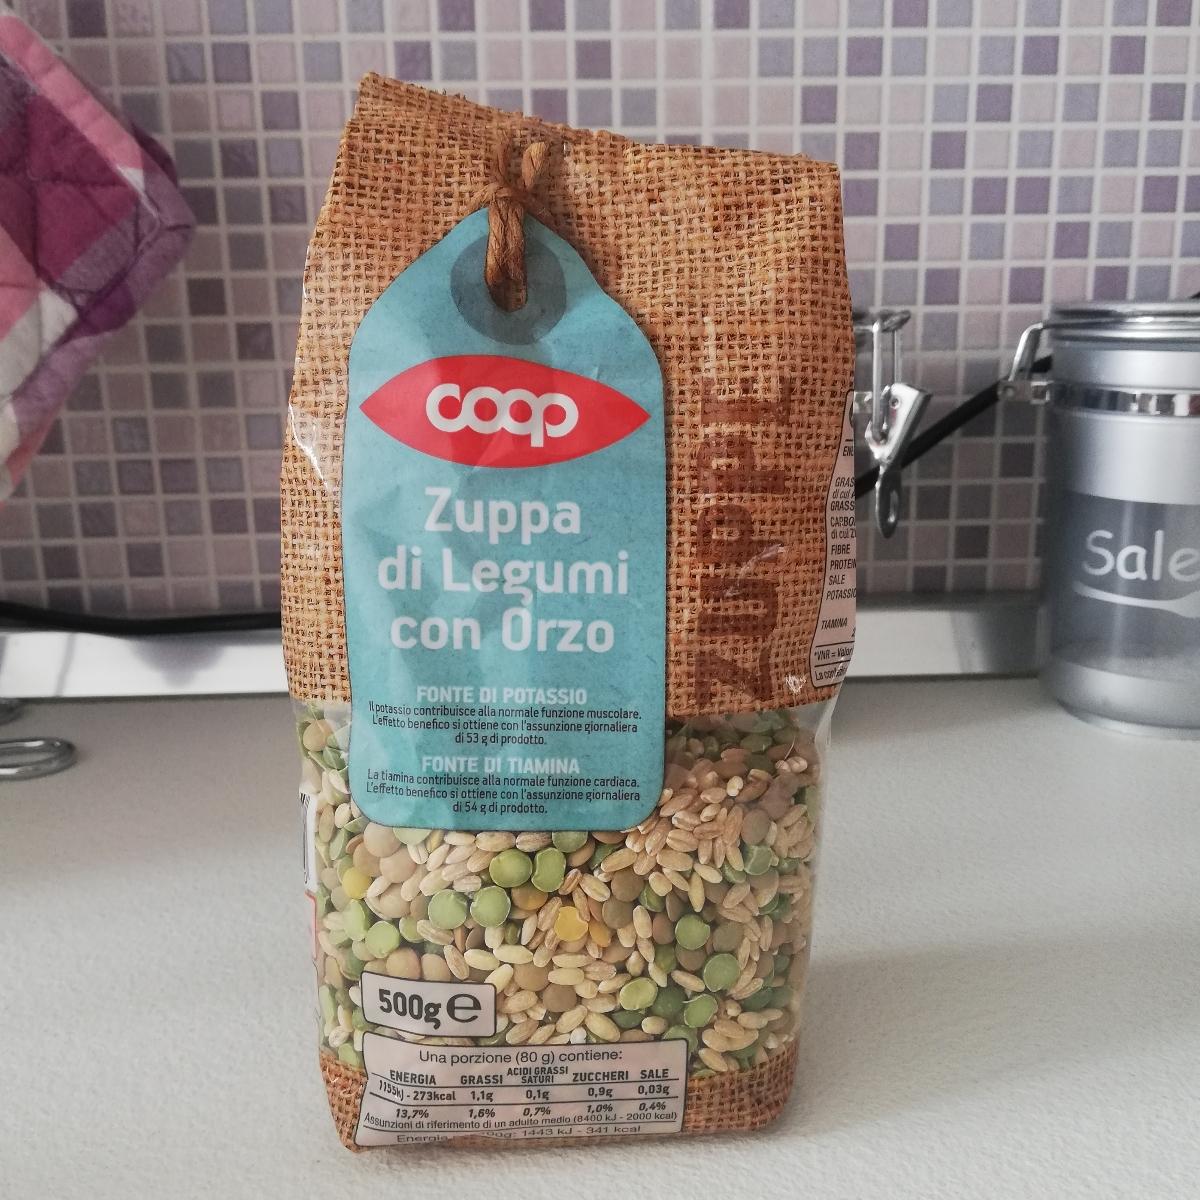 coop
Zuppa
di Legumi
con Orzo
FONTE DI POTASSIO
Il potassio contribuisce alla normale funzione muscolare.
L'effetto benefico si ottiene con l'assunzione giornaliera
di 53 g di prodotto.
FONTE DI TIAMINA
La tiamina contribuisce alla normale funzione cardiaca.
L'effetto benefico si ottiene con l'assunzione giornaliera
di 54 g di prodotto.
zuppe
500g e
Una porzione (80 g) contiene:
ENERGIA GRASSI ACIDI GRASSI SATURI ZUCCHERI SALE
1155kJ - 273kcal 1,1g 0,1g 0,9g 0,03g
13,7% 1,6% 0,7% 1,0% 0,4%
Assunzioni di riferimento di un adulto medio (8400 kJ - 2000 kcal)
1443 kJ - 341 kcal
di cui
FIBRE
SALE
TIAMINA
*VNR =
Sale